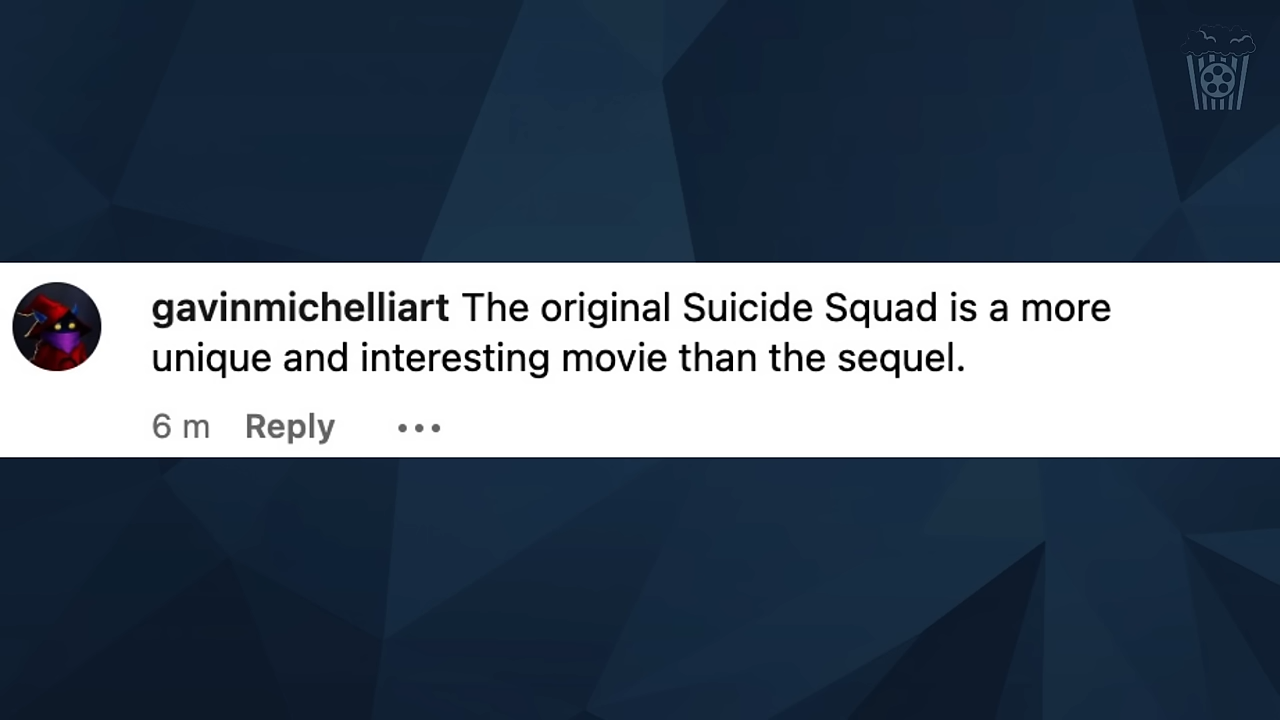 gavinmichelliart The original Suicide Squad is a more
unique and interesting movie than the sequel.
6 m Reply •••